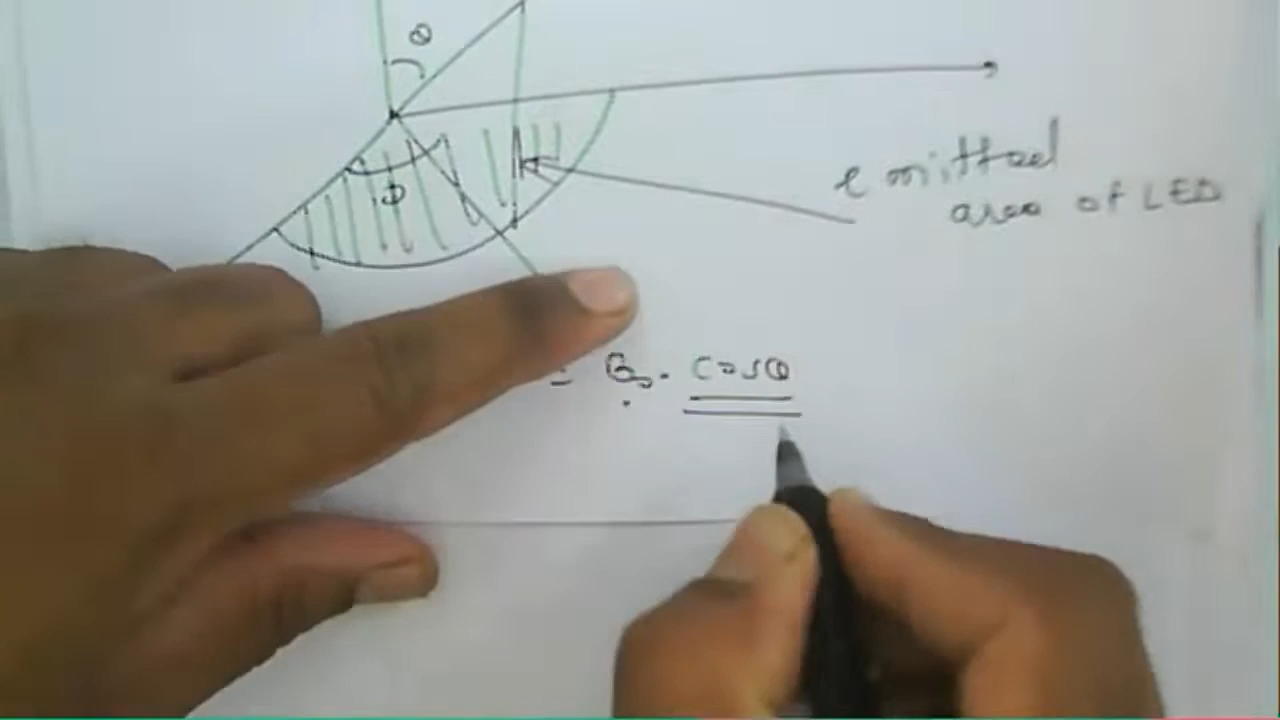 θ
ϕ
emitted
area of LED
= B₀. cosθ